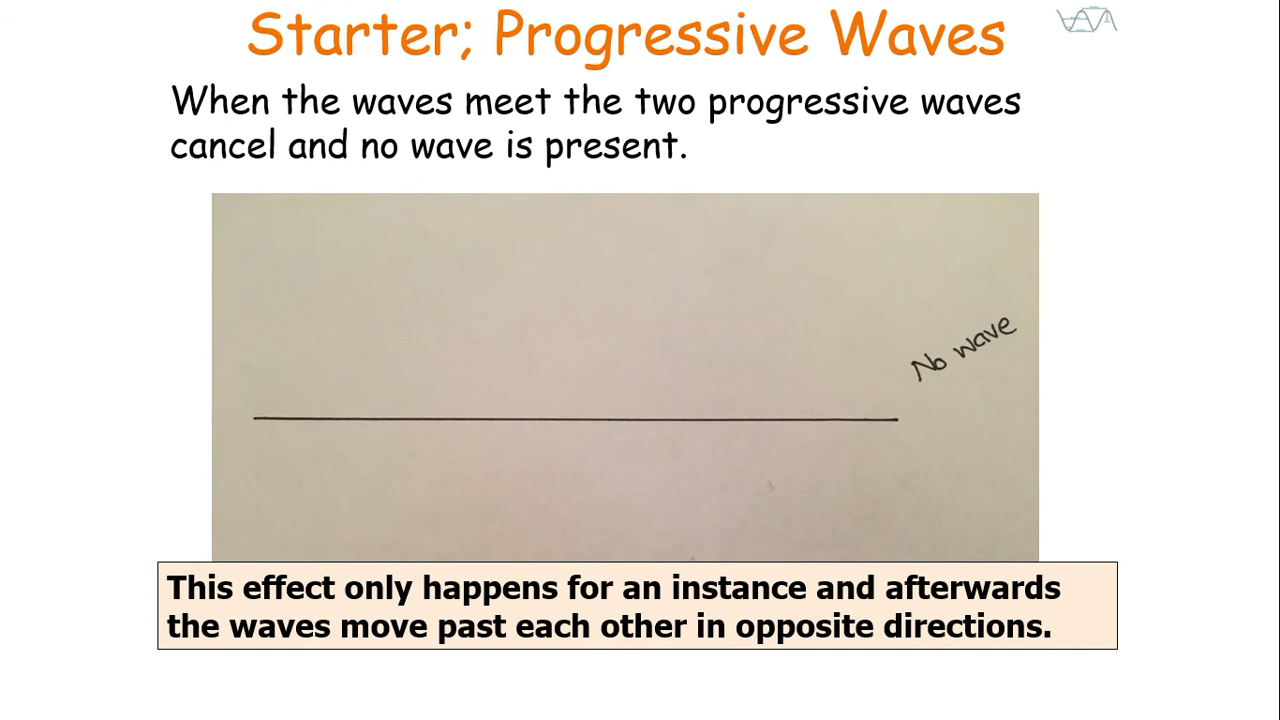 Starter; Progressive Waves
When the waves meet the two progressive waves
cancel and no wave is present.
No wave
This effect only happens for an instance and afterwards
the waves move past each other in opposite directions.